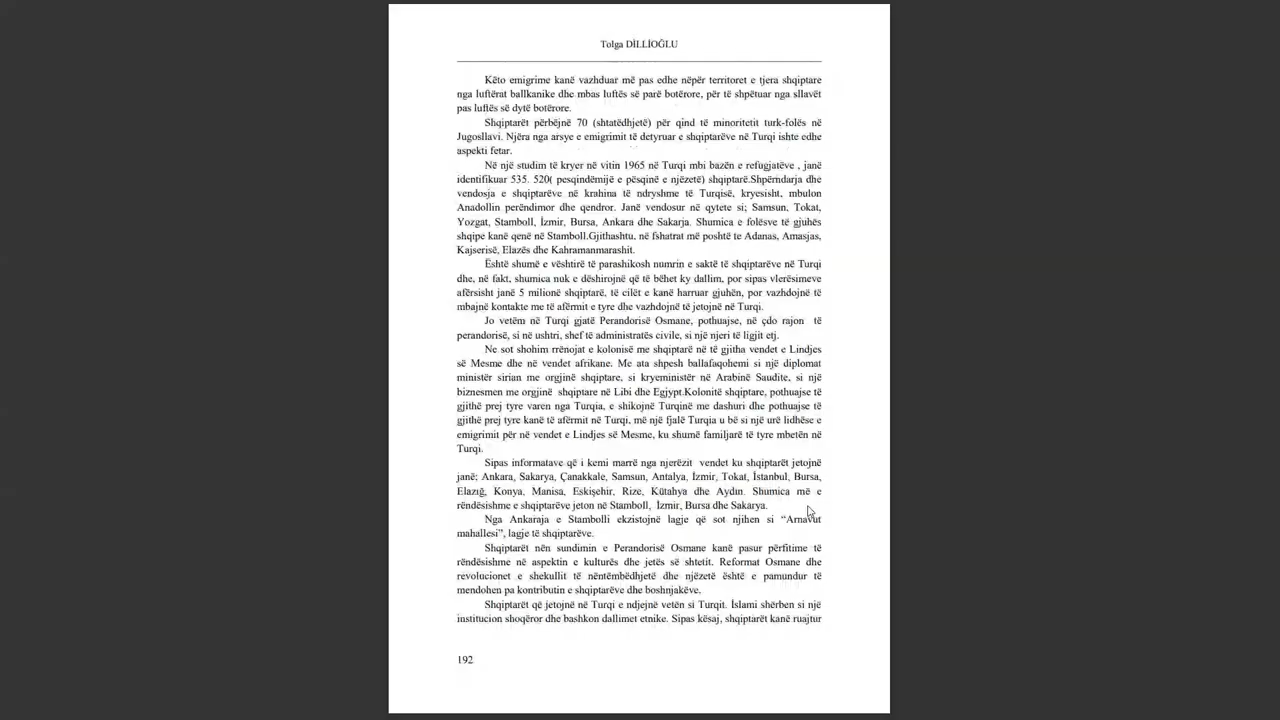 Tolga DİLLİOĞLU
Këto emigrime kanë vazhduar më pas edhe nëpër territoret e tjera shqiptare
nga luftërat ballkanike dhe mbas luftës së parë botërore, për të shpëtuar nga sllavët
pas luftës së dytë botërore.
Shqiptarët përbëjnë 70 (shtatëdhjetë) për qind të minoritetit turk-folës në
Jugosllavi. Njëra nga arsye e emigrimit të detyruar e shqiptarëve në Turqi ishte edhe
aspekti fetar.
Në një studim të kryer në vitin 1965 në Turqi mbi bazën e refugjatëve , janë
identifikuar 535. 520( pesqindëmijë e pësqinë e njëzetë) shqiptarë.Shpërndarja dhe
vendosja e shqiptarëve në krahina të ndryshme të Turqisë, kryesisht, mbulon
Anadollin perëndimor dhe qendror. Janë vendosur në qytete si; Samsun, Tokat,
Yozgat, Stamboll, İzmir, Bursa, Ankara dhe Sakarja. Shumica e folësve të gjuhës
shqipe kanë qenë në Stamboll.Gjithashtu, në fshatrat më poshtë te Adanas, Amasjas,
Kajserisë, Elazës dhe Kahramanmarashit.
Është shumë e vështirë të parashikosh numrin e saktë të shqiptarëve në Turqi
dhe, në fakt, shumica nuk e dëshirojnë që të bëhet ky dallim, por sipas vlerësimeve
afërsisht janë 5 milionë shqiptarë, të cilët e kanë harruar gjuhën, por vazhdojnë të
mbajnë kontakte me të afërmit e tyre dhe vazhdojnë të jetojnë në Turqi.
Jo vetëm në Turqi gjatë Perandorisë Osmane, pothuajse, në çdo rajon të
perandorisë, si në ushtri, shef të administratës civile, si një njeri të ligjit etj.
Ne sot shohim rrënojat e kolonisë me shqiptarë në të gjitha vendet e Lindjes
së Mesme dhe në vendet afrikane. Me ata shpesh ballafaqohemi si një diplomat
ministër sirian me orgjinë shqiptare, si kryeministër në Arabinë Saudite, si një
biznesmen me orgjinë shqiptare në Libi dhe Egjypt.Kolonitë shqiptare, pothuajse të
gjithë prej tyre varen nga Turqia, e shikojnë Turqinë me dashuri dhe pothuajse të
gjithë prej tyre kanë të afërmit në Turqi, më një fjalë Turqia u bë si një urë lidhëse e
emigrimit për në vendet e Lindjes së Mesme, ku shumë familjarë të tyre mbetën në
Turqi.
Sipas informatave që i kemi marrë nga njerëzit vendet ku shqiptarët jetojnë
janë; Ankara, Sakarya, Çanakkale, Samsun, Antalya, İzmir, Tokat, İstanbul, Bursa,
Elazığ, Konya, Manisa, Eskişehir, Rize, Kütahya dhe Aydın. Shumica më e
rëndësishme e shqiptarëve jeton në Stamboll, İzmir, Bursa dhe Sakarya.
Nga Ankaraja e Stambolli ekzistojnë lagje që sot njihen si “Arnavut
mahallesi”, lagje të shqiptarëve.
Shqiptarët nën sundimin e Perandorisë Osmane kanë pasur përfitime të
rëndësishme në aspektin e kulturës dhe jetës së shtetit. Reformat Osmane dhe
revolucionet e shekullit të nëntëmbëdhjetë dhe njëzetë është e pamundur të
mendohen pa kontributin e shqiptarëve dhe boshnjakëve.
Shqiptarët që jetojnë në Turqi e ndjejnë vetën si Turqit. İslami shërben si një
institucion shoqëror dhe bashkon dallimet etnike. Sipas kësaj, shqiptarët kanë ruajtur
192